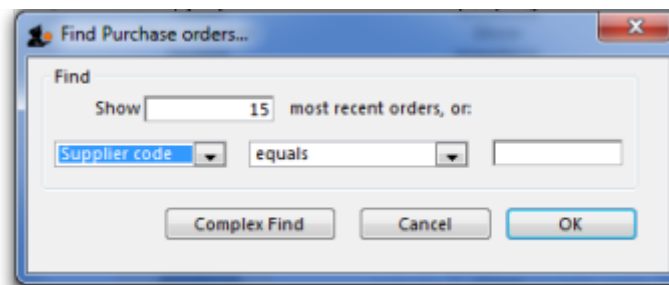 Find Purchase orders...
Find
Show 15 most recent orders, or:
Supplier code equals
Complex Find Cancel OK